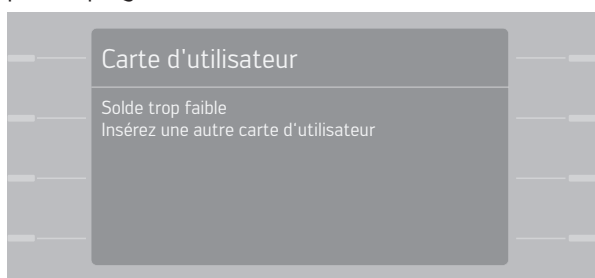 Carte d'utilisateur
Solde trop faible
Insérez une autre carte d'utilisateur